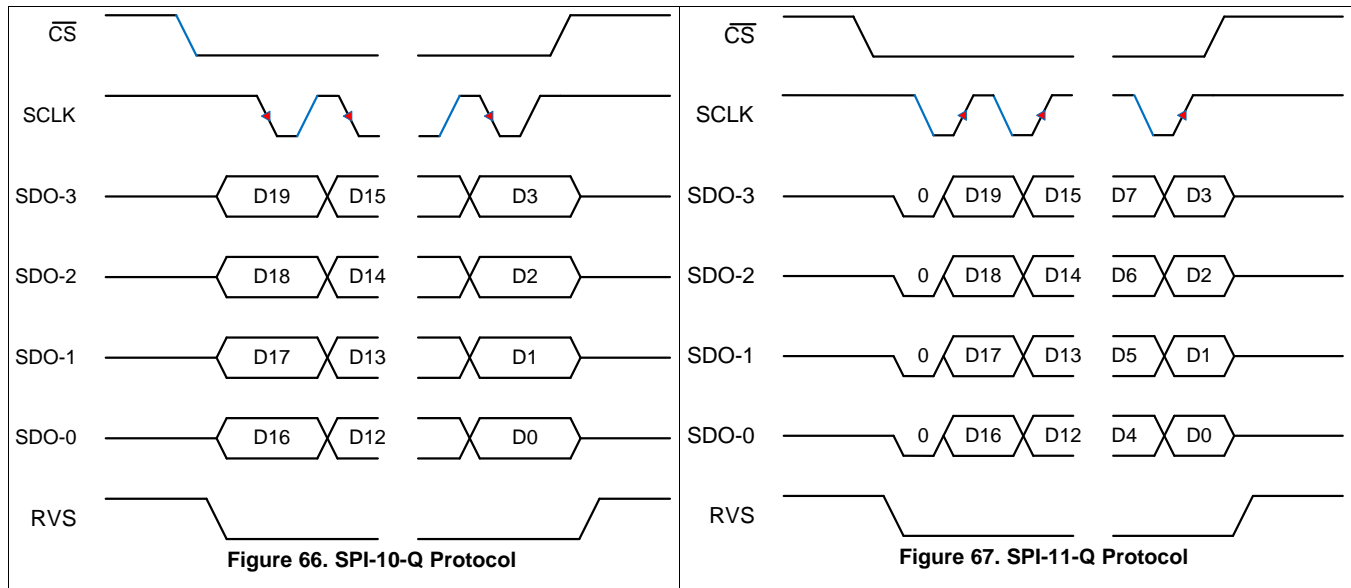 CS
SCLK
SDO-3 D19 D15 D3
SDO-2 D18 D14 D2
SDO-1 D17 D13 D1
SDO-0 D16 D12 D0
RVS
Figure 66. SPI-10-Q Protocol
CS
SCLK
SDO-3 0 D19 D15 D7 D3
SDO-2 0 D18 D14 D6 D2
SDO-1 0 D17 D13 D5 D1
SDO-0 0 D16 D12 D4 D0
RVS
Figure 67. SPI-11-Q Protocol